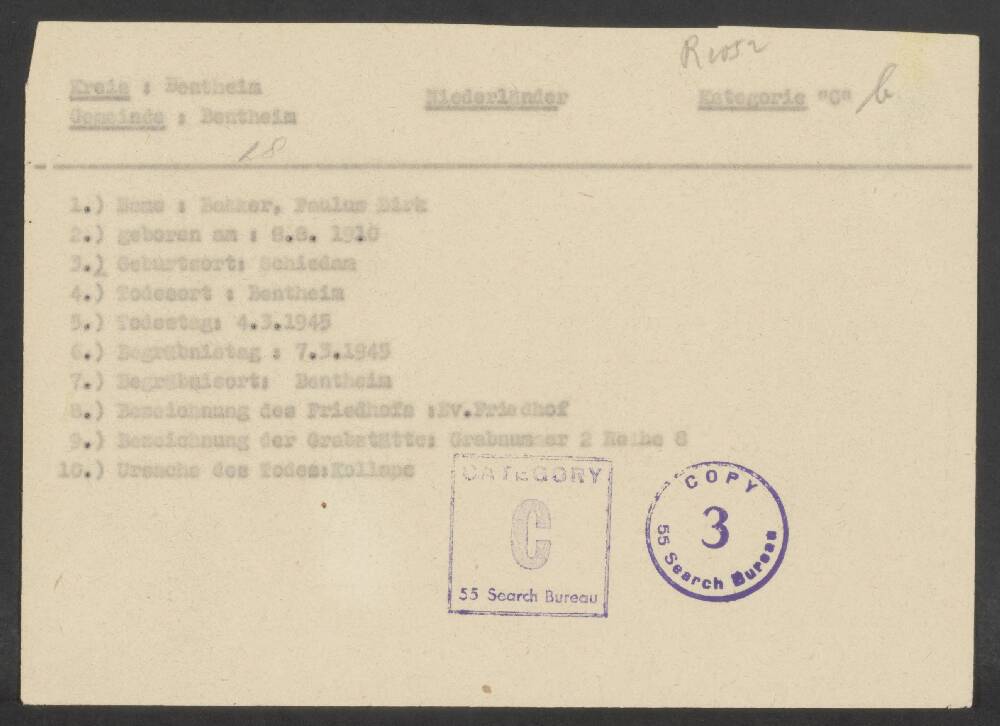 R1052
Kreis : Bentheim
Niederländer
Kategorie "C" b
Gemeinde : Bentheim
18
1.) Name : Bakker, Paulus Dirk
2.) geboren am : 8.8. 1910
3.) Geburtsort: Schiedam
4.) Todesort : Bentheim
5.) Todestag: 4.3.1945
6.) Begräbnistag : 7.3.1945
7.) Begräbnisort: Bentheim
8.) Bezeichnung des Friedhofs :Ev.Friedhof
9.) Bezeichnung der Grabstätte: Grabnummer 2 Reihe 8
10.) Ursache des Todes:Kollaps
CATEGORY
C
55 Search Bureau
COPY
3
55 Search Bureau